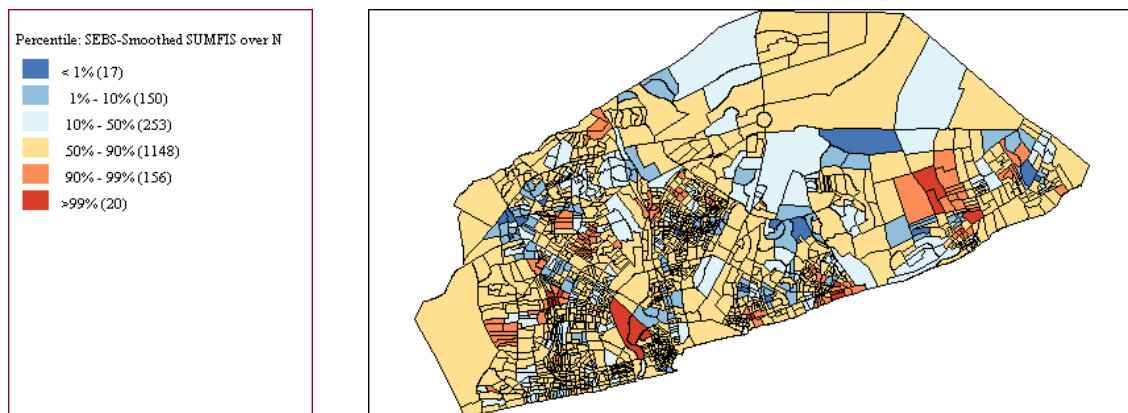 Percentile: SEBS-Smoothed SUMFIS over N
< 1% (17)
1% - 10% (150)
10% - 50% (253)
50% - 90% (1148)
90% - 99% (156)
>99% (20)